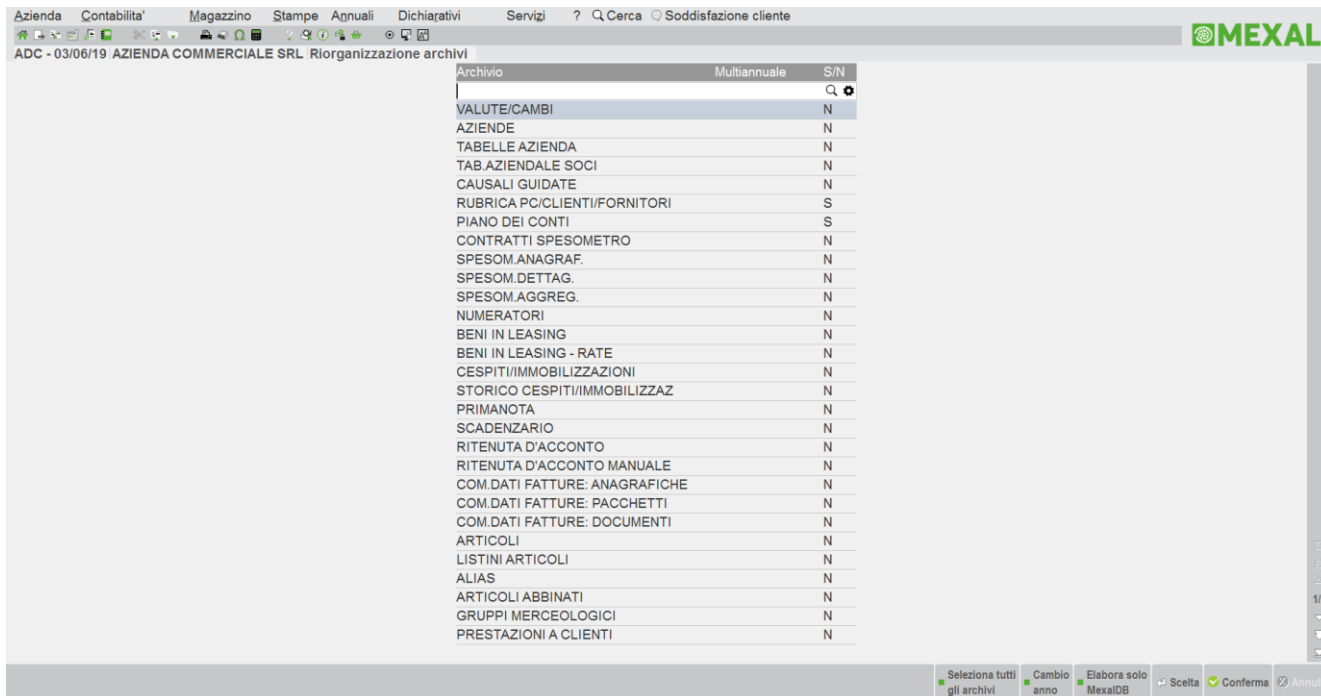 Azienda Contabilita' Magazzino Stampe Annuali Dichiarativi Servizi ? Cerca Soddisfazione cliente
MEXAL
ADC - 03/06/19 AZIENDA COMMERCIALE SRL Riorganizzazione archivi
Archivio Multiannuale S/N
VALUTE/CAMBI N
AZIENDE N
TABELLE AZIENDA N
TAB.AZIENDALE SOCI N
CAUSALI GUIDATE N
RUBRICA PC/CLIENTI/FORNITORI S
PIANO DEI CONTI S
CONTRATTI SPESOMETRO N
SPESOM.ANAGRAF. N
SPESOM.DETTAG. N
SPESOM.AGGREG. N
NUMERATORI N
BENI IN LEASING N
BENI IN LEASING - RATE N
CESPITI/IMMOBILIZZAZIONI N
STORICO CESPITI/IMMOBILIZZAZ N
PRIMANOTA N
SCADENZARIO N
RITENUTA D'ACCONTO N
RITENUTA D'ACCONTO MANUALE N
COM.DATI FATTURE: ANAGRAFICHE N
COM.DATI FATTURE: PACCHETTI N
COM.DATI FATTURE: DOCUMENTI N
ARTICOLI N
LISTINI ARTICOLI N
ALIAS N
ARTICOLI ABBINATI N
GRUPPI MERCEOLOGICI N
PRESTAZIONI A CLIENTI N
1/
Seleziona tutti gli archivi
Cambio anno
Elabora solo MexalDB
Scelta
Conferma
Annul